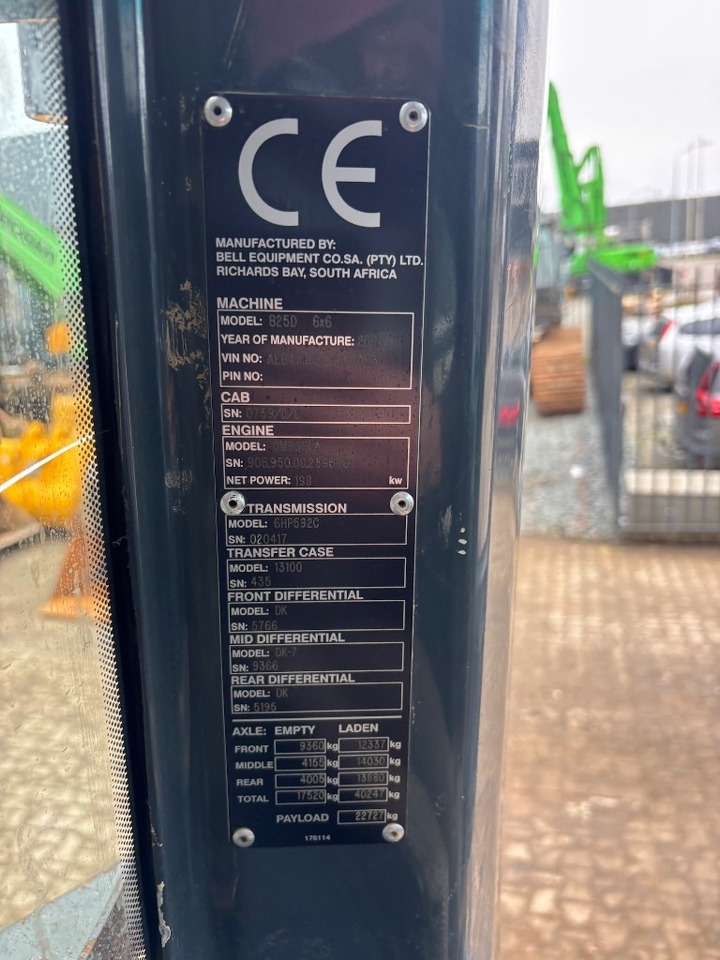 CE
MANUFACTURED BY:
BELL EQUIPMENT CO.SA. (PTY) LTD.
RICHARDS BAY, SOUTH AFRICA
MACHINE
MODEL: B25D 6x6
YEAR OF MANUFACTURE:
VIN NO:
PIN NO:
CAB
SN:
ENGINE
MODEL:
SN:
NET POWER: 198 kw
TRANSMISSION
MODEL: 6HP592C
SN: 020417
TRANSFER CASE
MODEL: 13100
SN: 435
FRONT DIFFERENTIAL
MODEL: DK
SN: 5766
MID DIFFERENTIAL
MODEL: DK-7
SN: 9366
REAR DIFFERENTIAL
MODEL: DK
SN: 5195
AXLE: EMPTY LADEN
FRONT 9360 kg 12337 kg
MIDDLE 4155 kg 14030 kg
REAR 4005 kg 13880 kg
TOTAL 17520 kg 40247 kg
PAYLOAD 22727 kg
170114